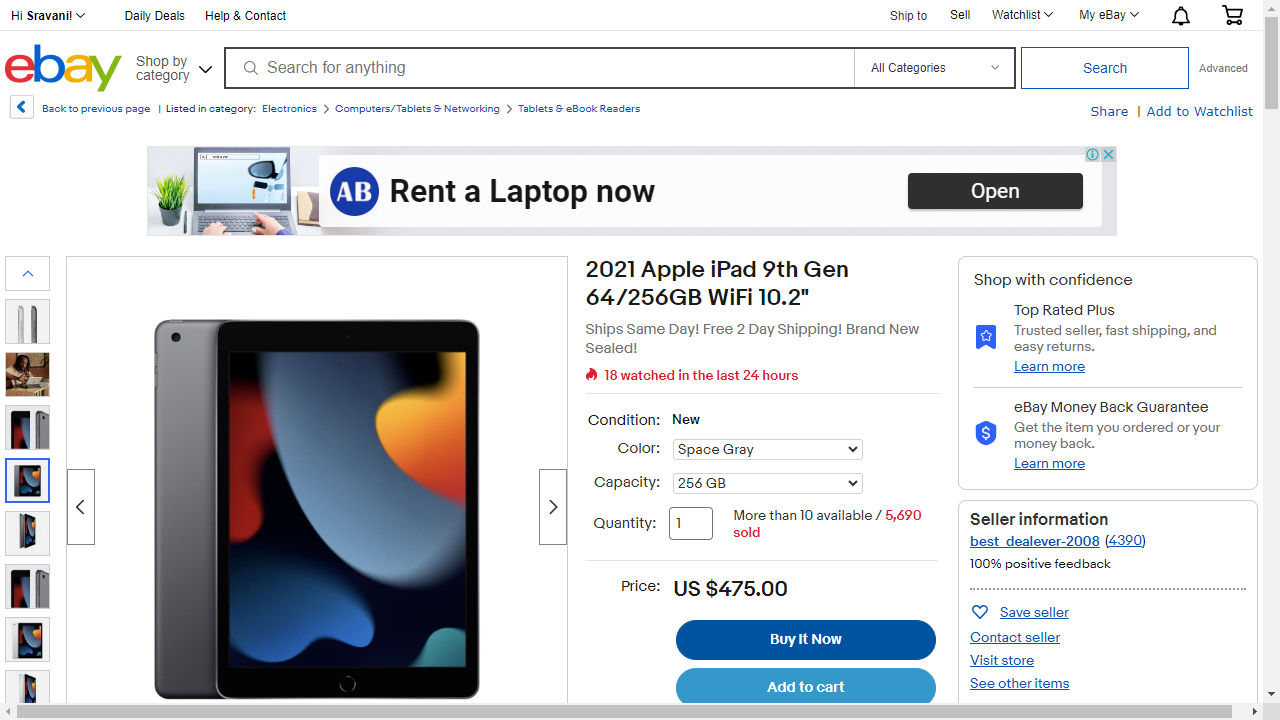 Hi Sravani!
Daily Deals
Help & Contact
Ship to
Sell
Watchlist
My eBay
ebay
Shop by category
Search for anything
All Categories
Search
Advanced
Back to previous page | Listed in category: Electronics > Computers/Tablets & Networking > Tablets & eBook Readers
Share | Add to Watchlist
AB
Rent a Laptop now
Open
2021 Apple iPad 9th Gen
64/256GB WiFi 10.2"
Ships Same Day! Free 2 Day Shipping! Brand New
Sealed!
18 watched in the last 24 hours
Condition: New
Color: Space Gray
Capacity: 256 GB
Quantity: 1
More than 10 available / 5,690
sold
Price: US $475.00
Buy It Now
Add to cart
Shop with confidence
Top Rated Plus
Trusted seller, fast shipping, and
easy returns.
Learn more
eBay Money Back Guarantee
Get the item you ordered or your
money back.
Learn more
Seller information
best_dealever-2008 (4390)
100% positive feedback
Save seller
Contact seller
Visit store
See other items